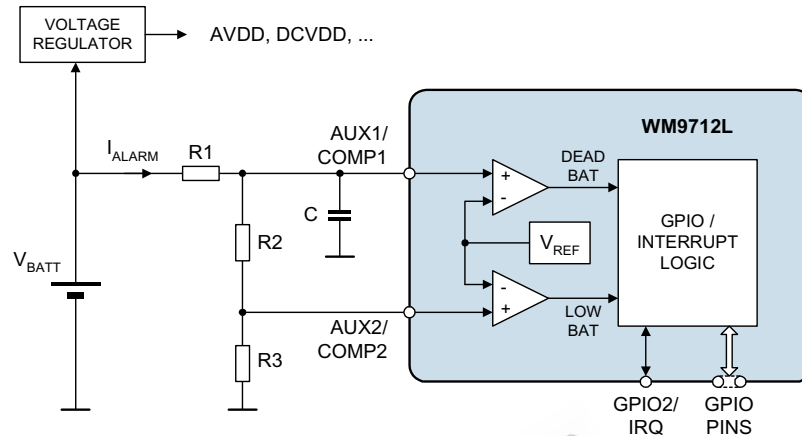 VOLTAGE
REGULATOR
AVDD, DCVDD, ...
WM9712L
I_ALARM
R1
AUX1/
COMP1
DEAD
BAT
+
-
C
R2
V_REF
GPIO /
INTERRUPT
LOGIC
V_BATT
-
+
LOW
BAT
AUX2/
COMP2
R3
GPIO2/
IRQ
GPIO
PINS